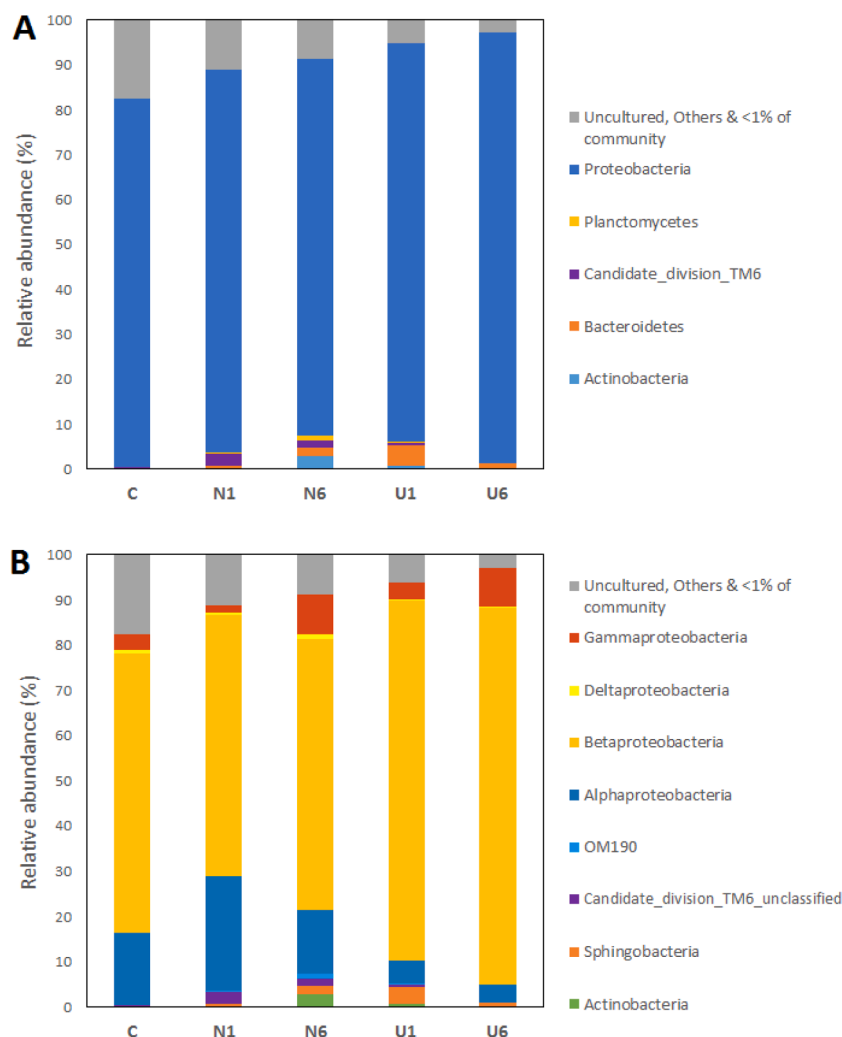 A
Relative abundance (%)
100
90
80
70
60
50
40
30
20
10
0
C N1 N6 U1 U6
Uncultured, Others & <1% of
community
Proteobacteria
Planctomycetes
Candidate_division_TM6
Bacteroidetes
Actinobacteria
B
Relative abundance (%)
100
90
80
70
60
50
40
30
20
10
0
C N1 N6 U1 U6
Uncultured, Others & <1% of
community
Gammaproteobacteria
Deltaproteobacteria
Betaproteobacteria
Alphaproteobacteria
OM190
Candidate_division_TM6_unclassified
Sphingobacteria
Actinobacteria